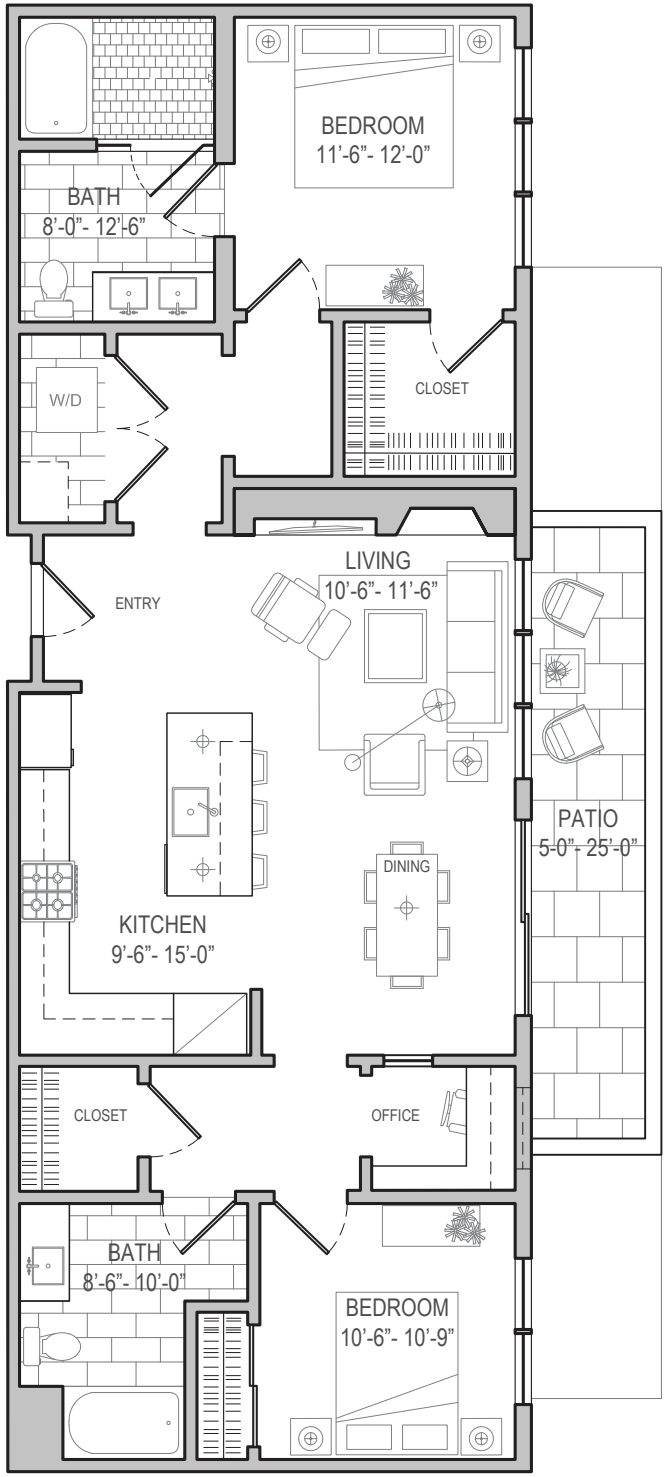 BEDROOM
11’-6”- 12’-0”
BATH
8’-0”- 12’-6”
W/D
CLOSET
LIVING
10’-6”- 11’-6”
ENTRY
PATIO
5-0”- 25’-0”
DINING
KITCHEN
9’-6”- 15’-0”
CLOSET
OFFICE
BATH
8’-6”- 10’-0”
BEDROOM
10’-6”- 10’-9”